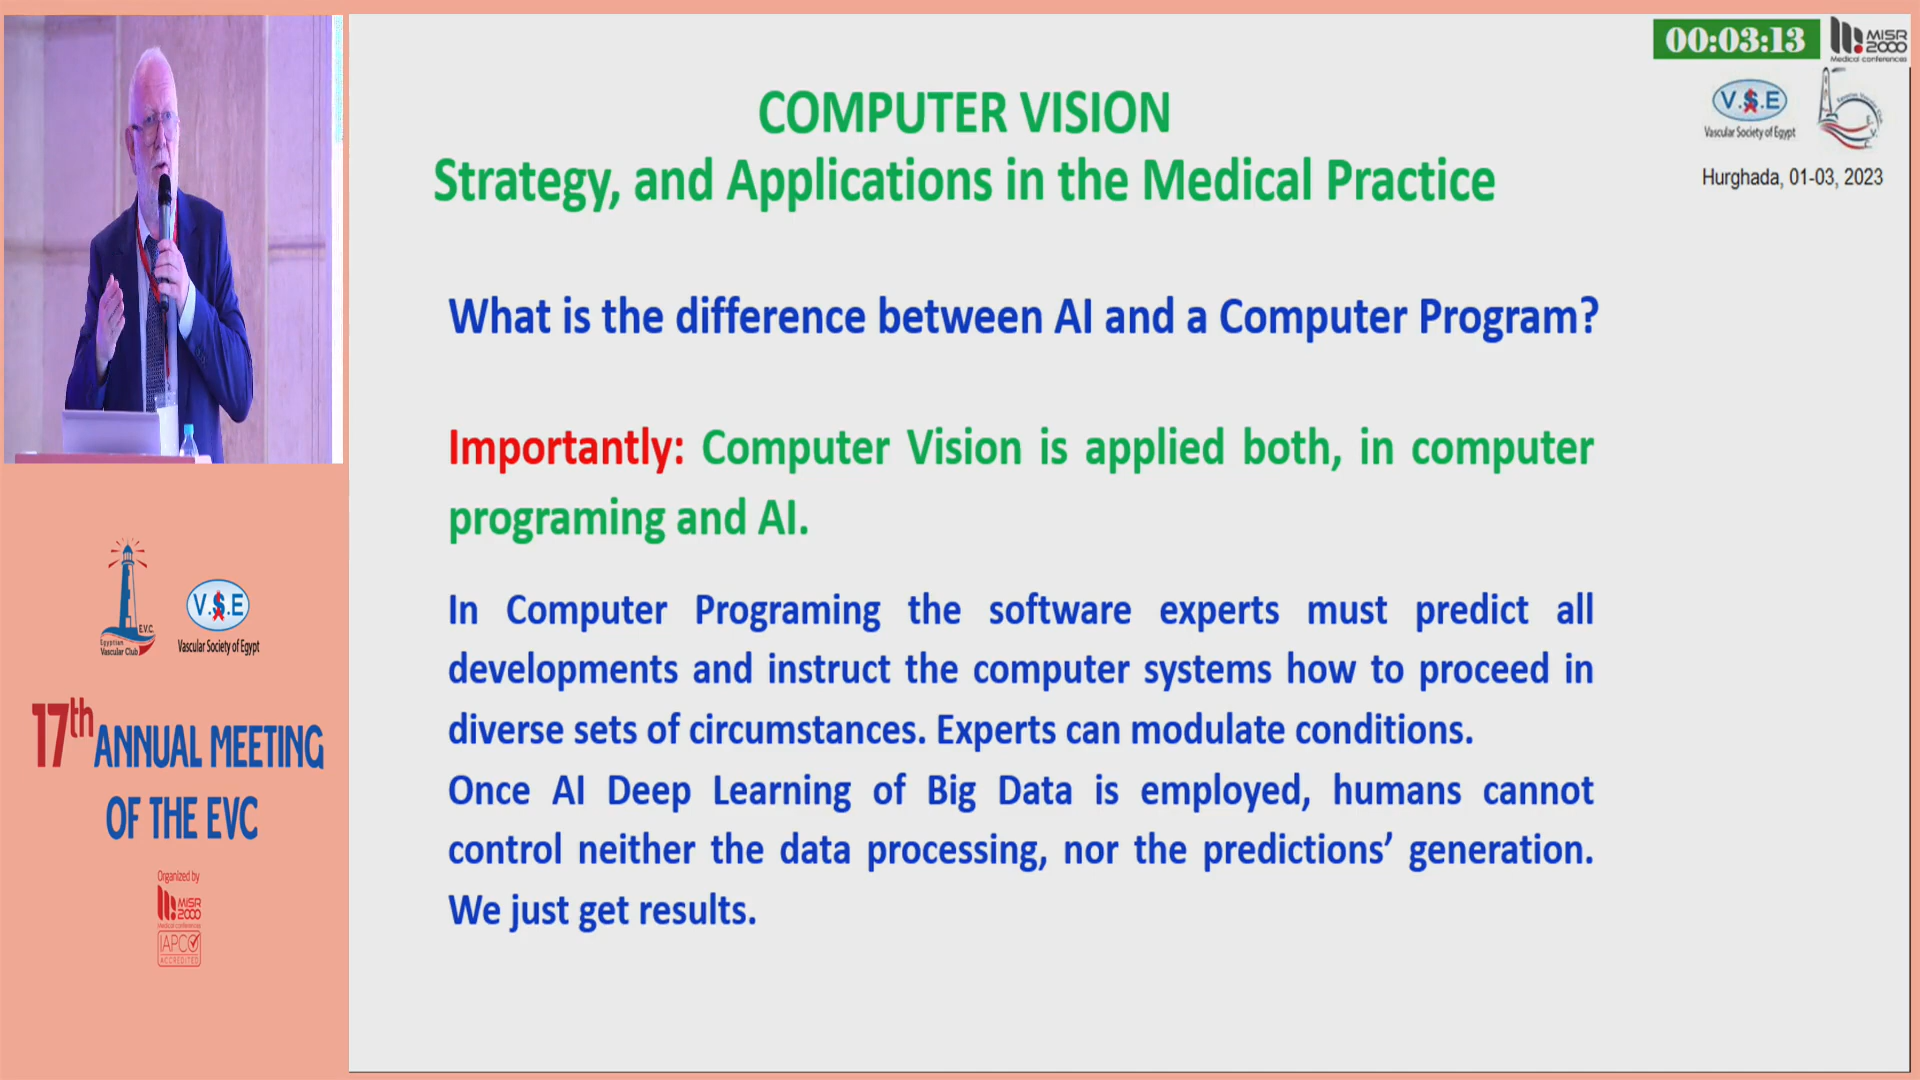 00:03:13
MISR
2000
Medical conferences
V.S.E
Vascular Society of Egypt
Hurghada, 01-03, 2023
COMPUTER VISION
Strategy, and Applications in the Medical Practice
What is the difference between AI and a Computer Program?
Importantly: Computer Vision is applied both, in computer
programing and AI.
In Computer Programing the software experts must predict all
developments and instruct the computer systems how to proceed in
diverse sets of circumstances. Experts can modulate conditions.
Once AI Deep Learning of Big Data is employed, humans cannot
control neither the data processing, nor the predictions’ generation.
We just get results.
E.V.C.
Egyptian
Vascular Club
V.S.E
Vascular Society of Egypt
17th ANNUAL MEETING
OF THE EVC
Organized by
MISR
2000
Medical conferences
IAPCO
ACCREDITED